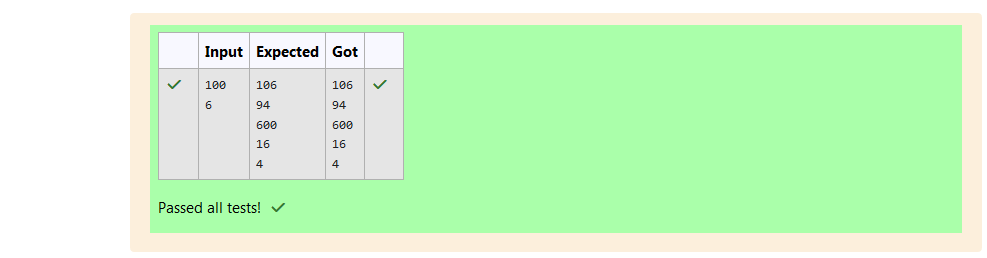 Input Expected Got
100 106 106
6 94 94
600 600
16 16
4 4
Passed all tests!